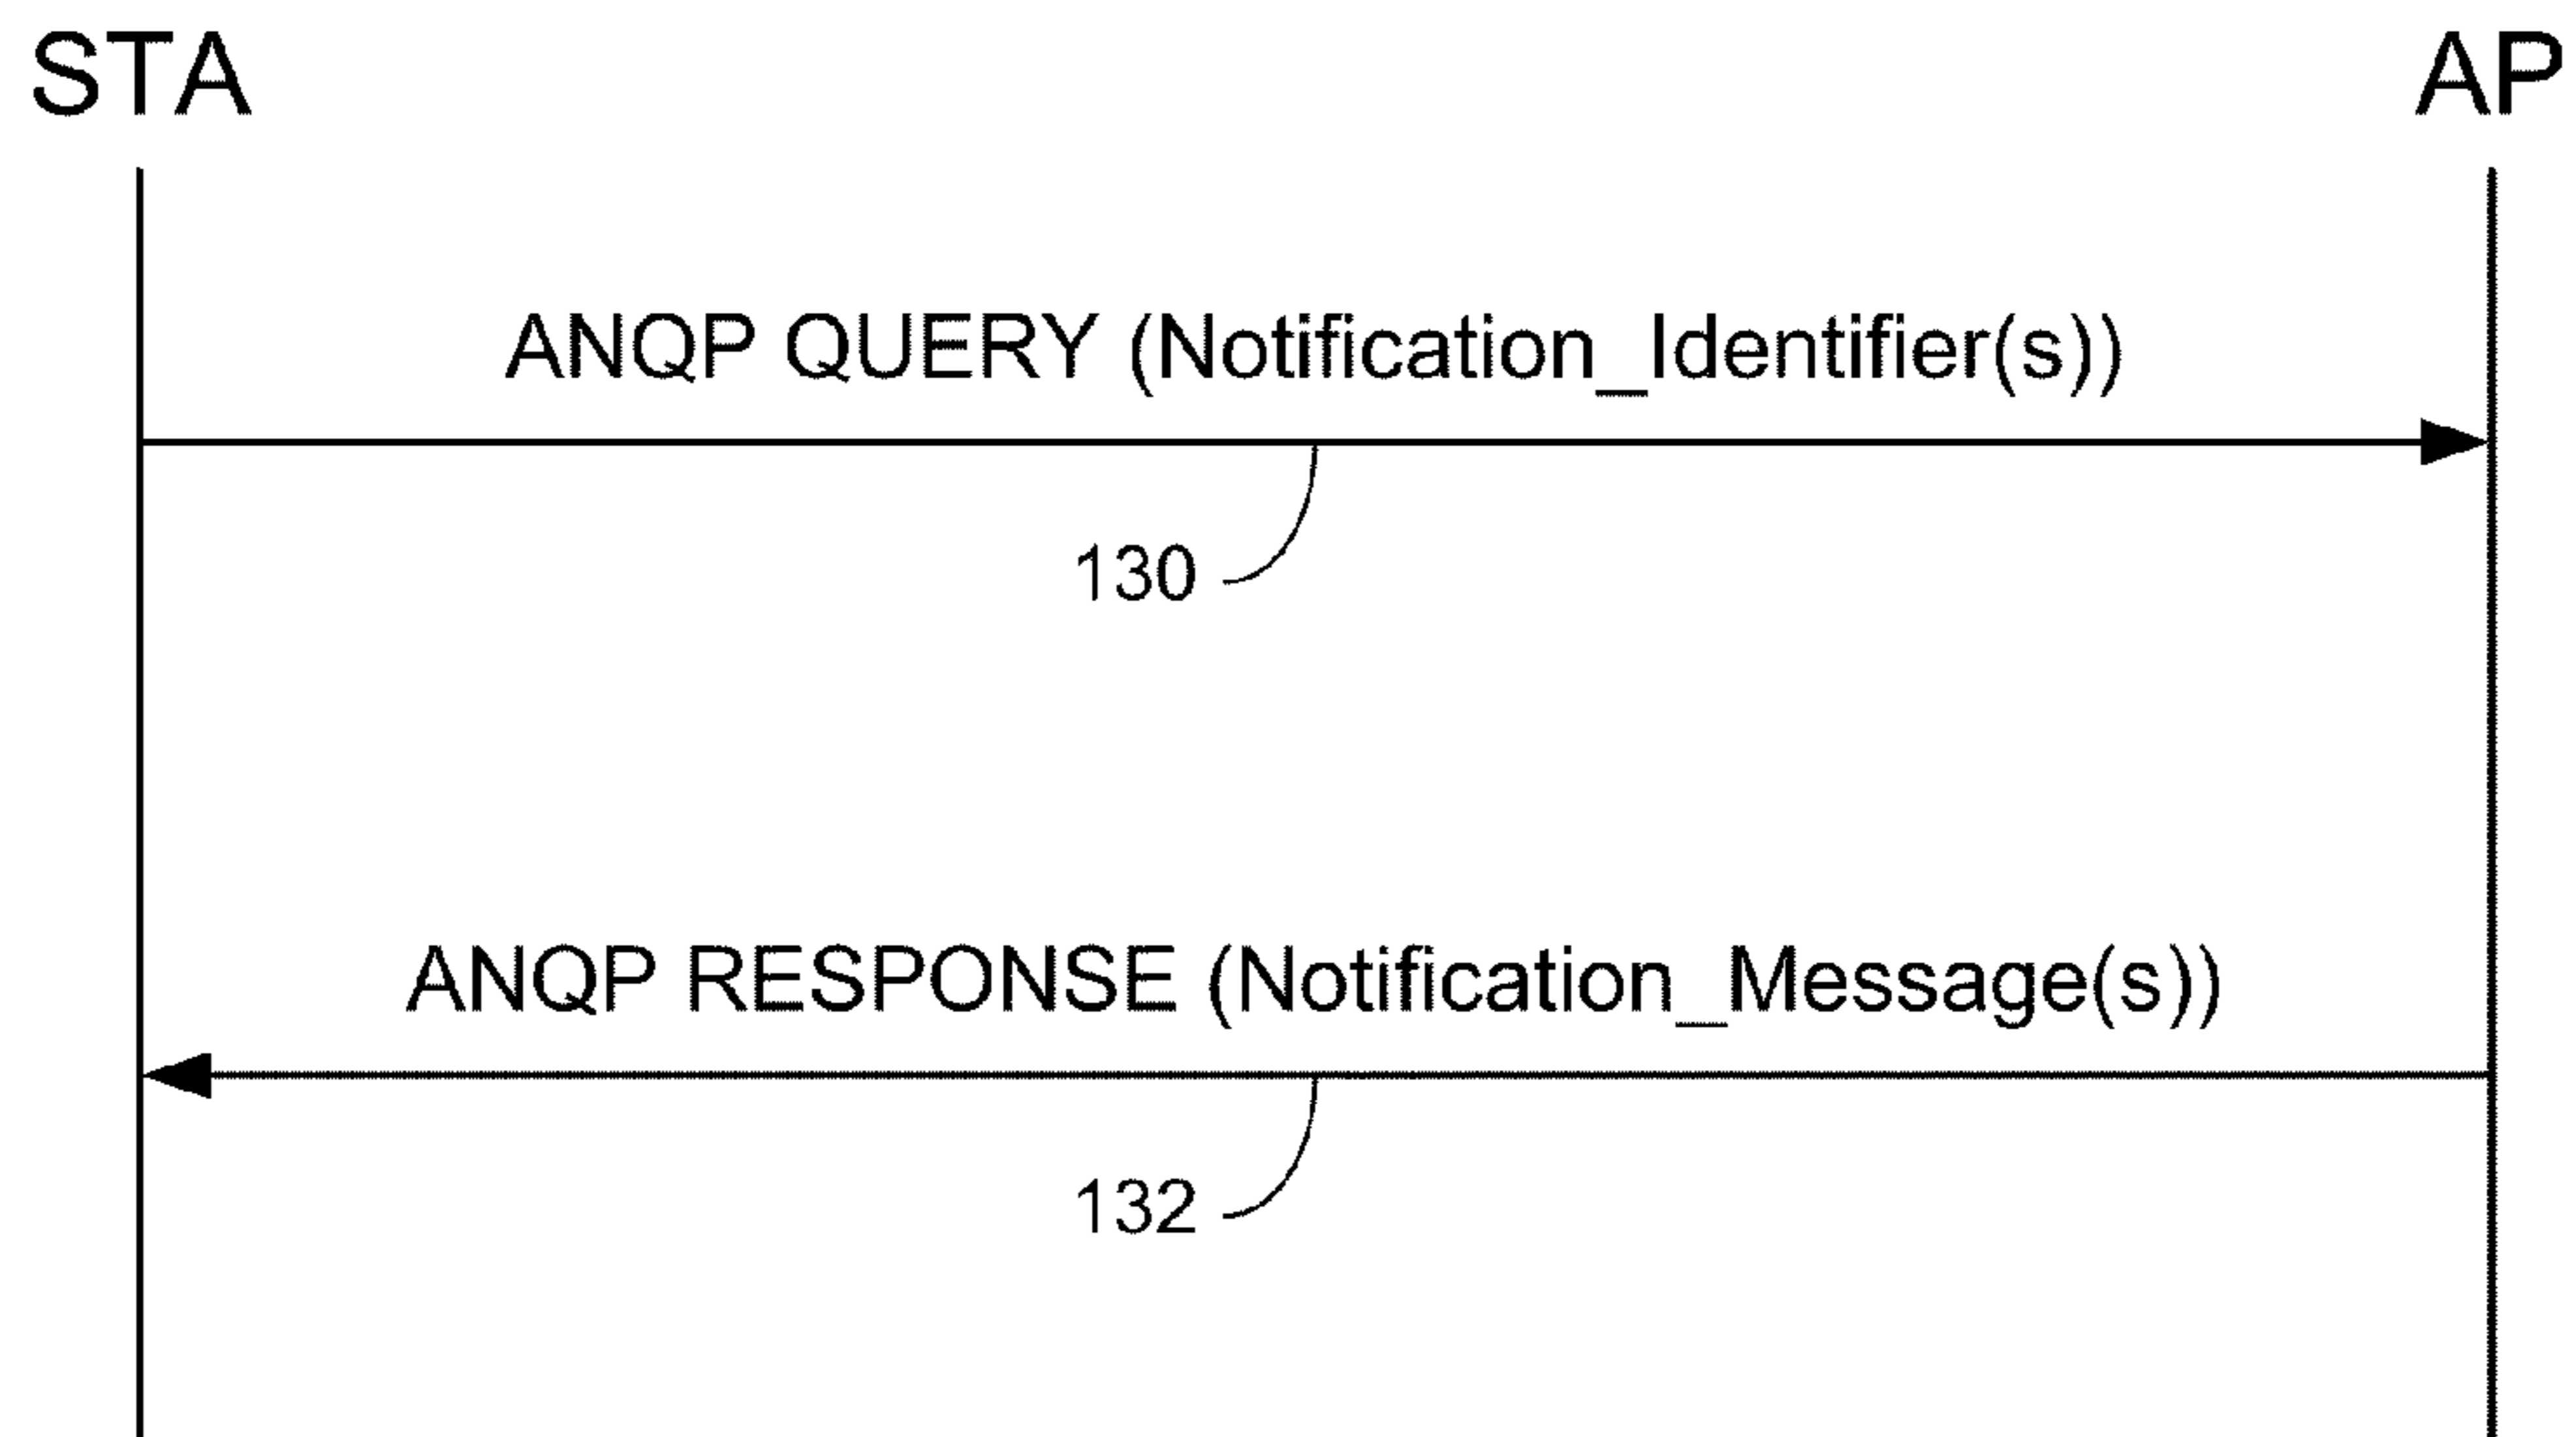 STA
AP
ANQP QUERY (Notification_Identifier(s))
130
ANQP RESPONSE (Notification_Message(s))
132